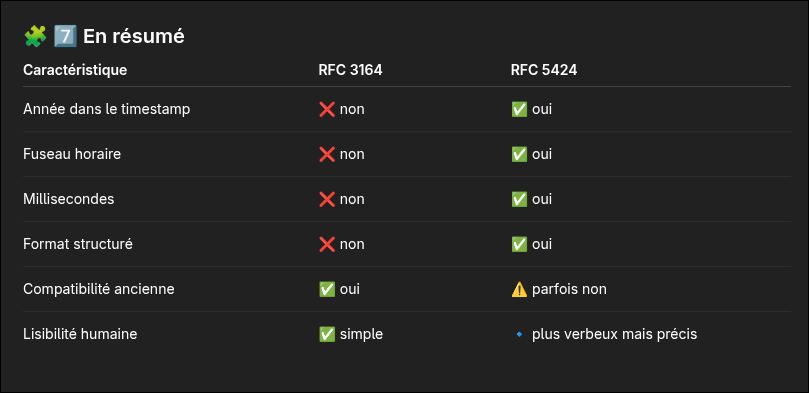 🧩 7️⃣ En résumé
Caractéristique RFC 3164 RFC 5424
Année dans le timestamp ❌ non ✅ oui
Fuseau horaire ❌ non ✅ oui
Millisecondes ❌ non ✅ oui
Format structuré ❌ non ✅ oui
Compatibilité ancienne ✅ oui ⚠️ parfois non
Lisibilité humaine ✅ simple 🔹 plus verbeux mais précis